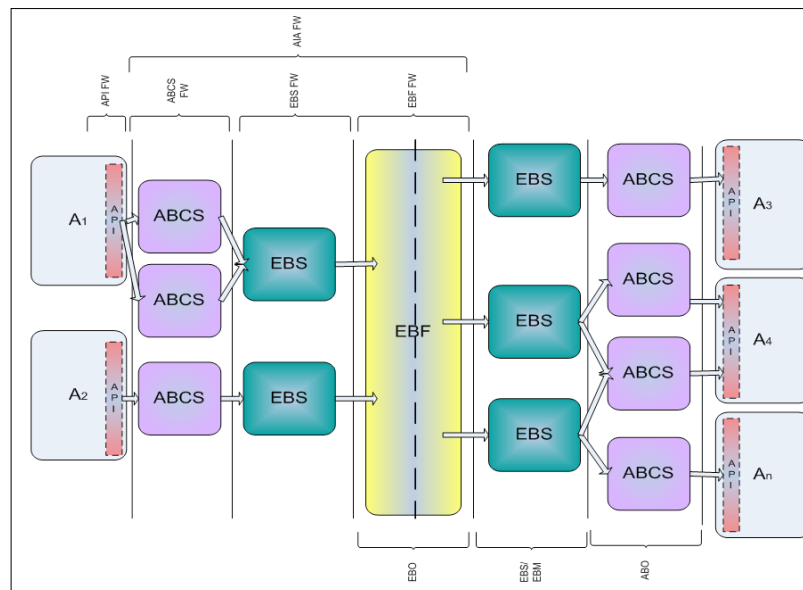 AIA FW
API FW
ABCS
FW
EBS FW
EBF FW
A1
API
ABCS
ABCS
EBS
A2
API
ABCS
EBS
EBF
EBS
ABCS
API
A3
EBS
ABCS
ABCS
API
A4
EBS
ABCS
API
An
EBO
EBS/
EBM
ABO